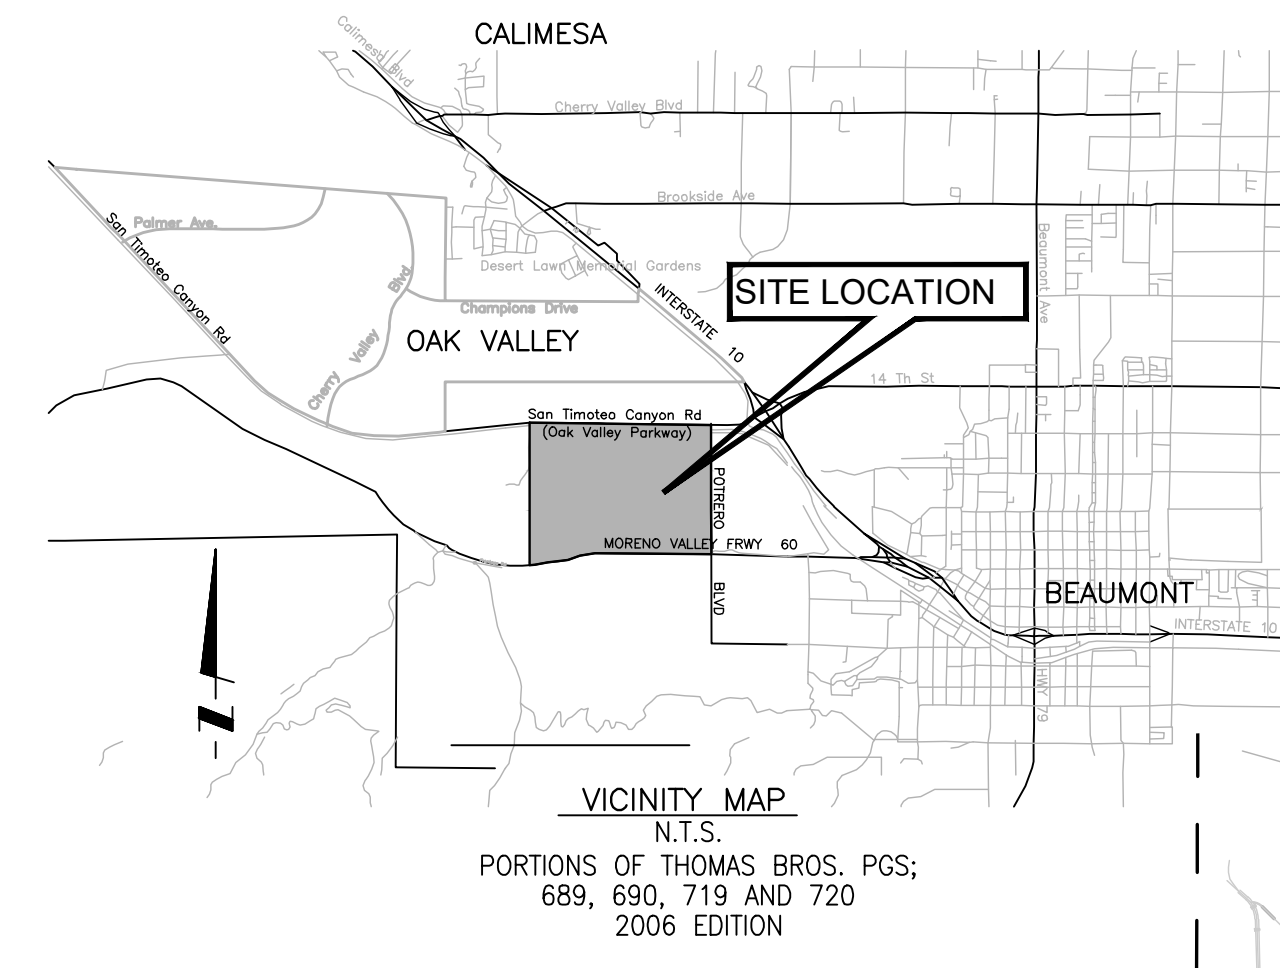 CALIMESA
Calimesa Blvd
Cherry Valley Blvd
Brookside Ave
Palmer Ave.
San Timoteo Canyon Rd
Beaumont Ave
Desert Lawn Memorial Gardens
Blvd
SITE LOCATION
INTERSTATE 10
Champions Drive
OAK VALLEY
Cherry Valley
14 Th St
San Timoteo Canyon Rd
(Oak Valley Parkway)
POTRERO
MORENO VALLEY FRWY 60
BLVD
BEAUMONT
INTERSTATE 10
HWY 79
N
VICINITY MAP
N.T.S.
PORTIONS OF THOMAS BROS. PGS;
689, 690, 719 AND 720
2006 EDITION